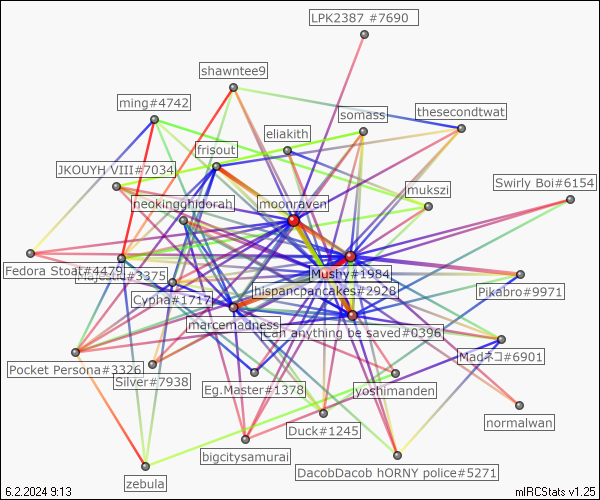 LPK2387 #7690
shawntee9
ming#4742
somass
thesecondtwat
eliakith
frisout
JKOUYH VIII#7034
Swirly Boi#6154
mukszi
neokingghidorah
moonraven
Fedora Stoat#4479
Majestic#3375
Mushy#1984
Cypha#1717
hispancpancakes#2928
Pikabro#9971
marcemadness
Can anything be saved#0396
Madネコ#6901
Pocket Persona#3326
Silver#7938
Eg.Master#1378
yoshimanden
normalwan
Duck#1245
bigcitysamurai
DacobDacob hORNY police#5271
zebula
6.2.2024 9:13
mIRCStats v1.25